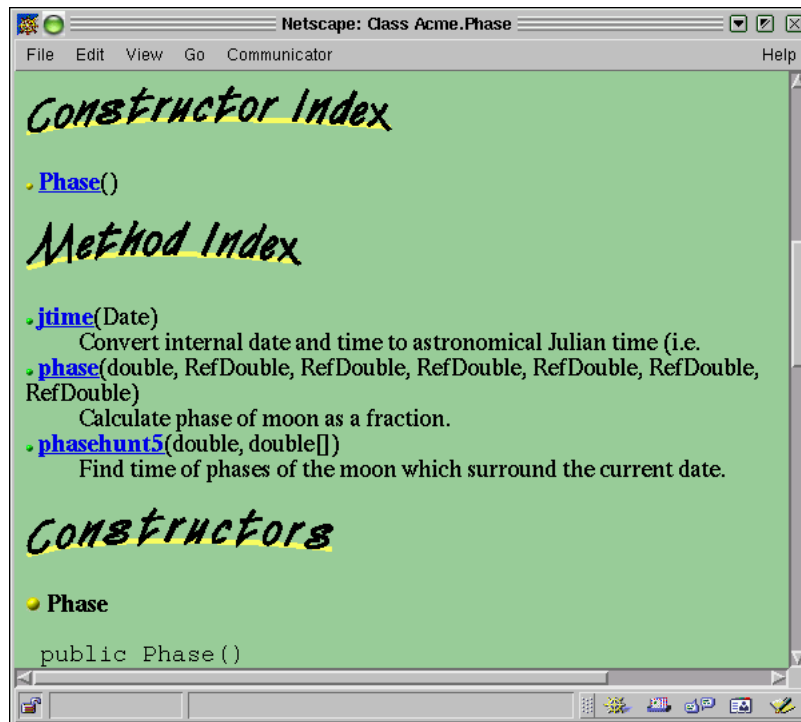 Netscape: Class Acme.Phase
File Edit View Go Communicator Help
Constructor Index
Phase()
Method Index
jtime(Date)
Convert internal date and time to astronomical Julian time (i.e.
phase(double, RefDouble, RefDouble, RefDouble, RefDouble, RefDouble,
RefDouble)
Calculate phase of moon as a fraction.
phasehunt5(double, double[])
Find time of phases of the moon which surround the current date.
Constructors
Phase
public Phase()